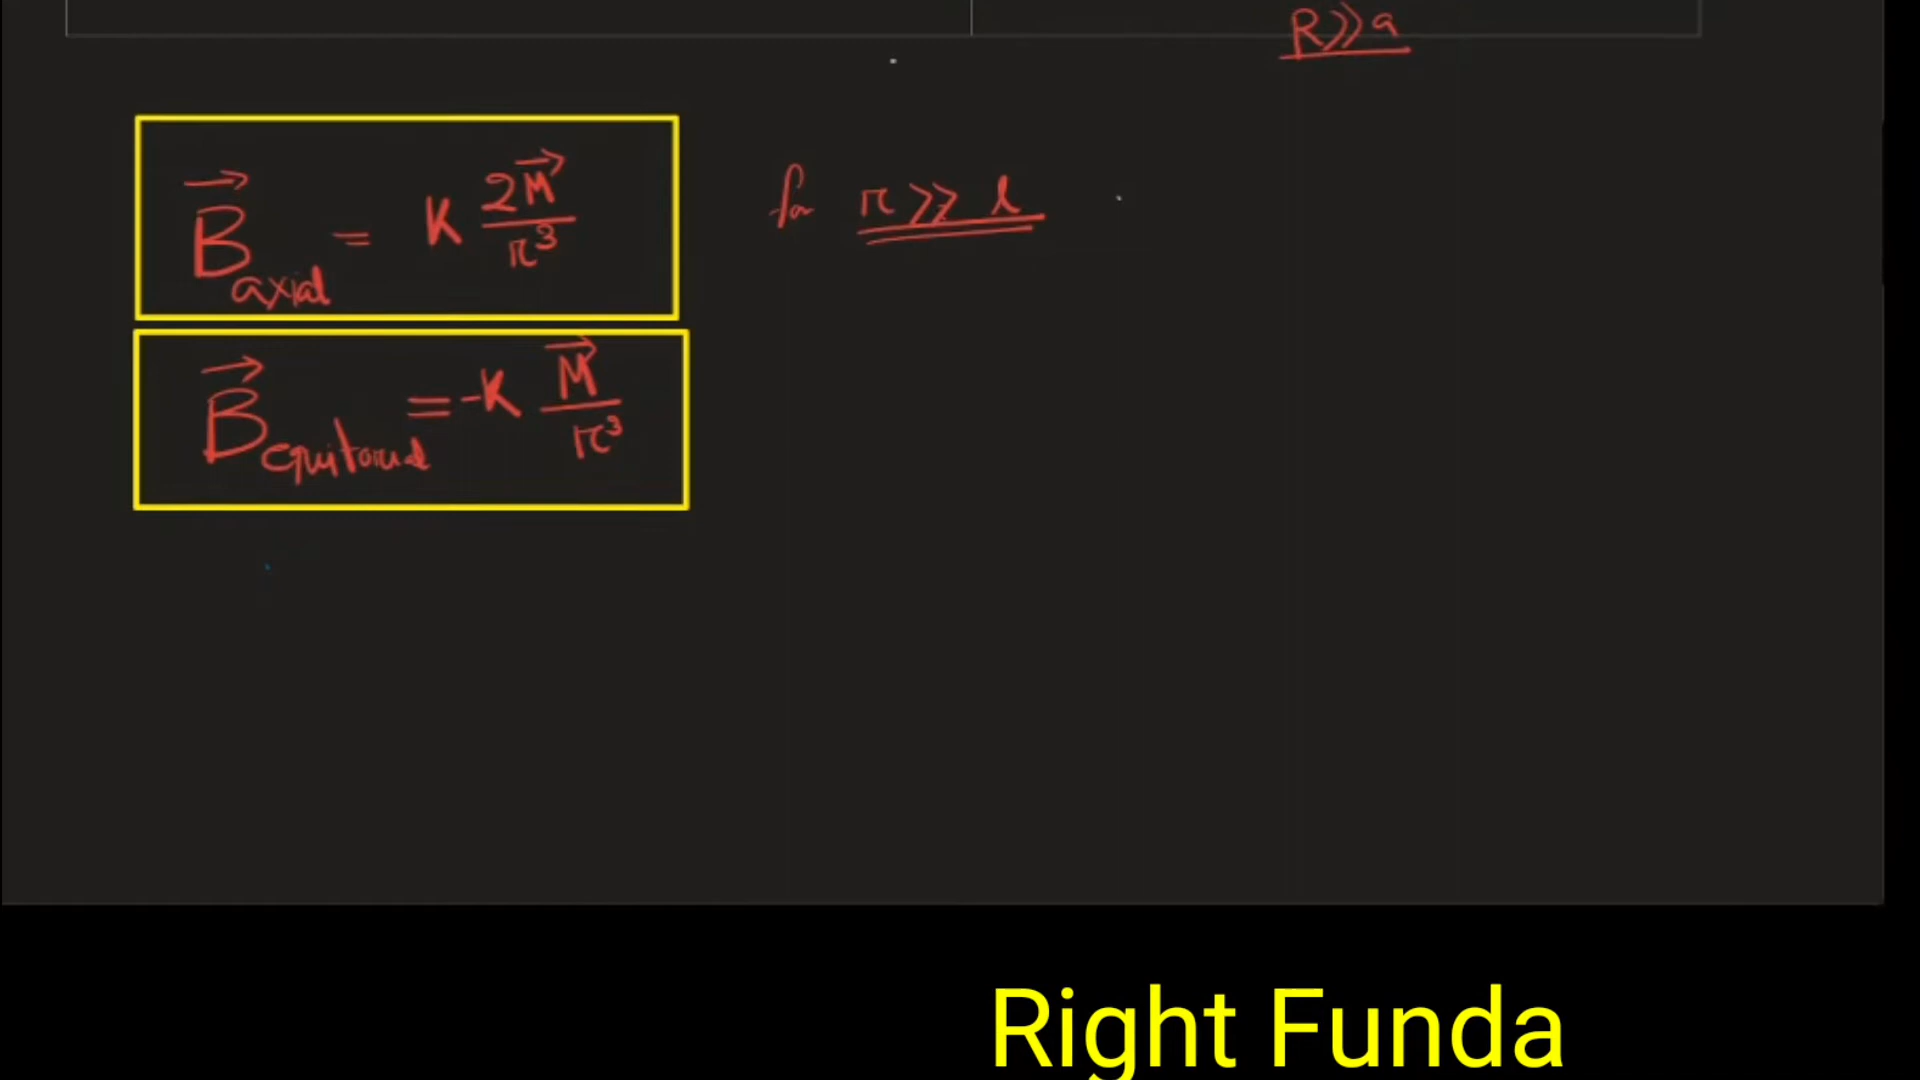 R>>a
B⃗axial = K 2M⃗/r³
for r>>l
B⃗equitorial = -K M⃗/r³
Right Funda